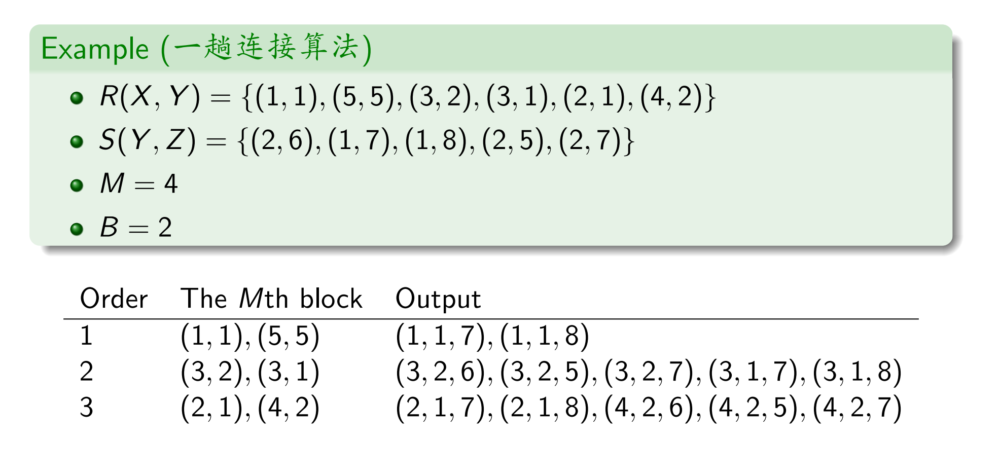 Example (一趟连接算法)
R(X, Y) = {(1, 1), (5, 5), (3, 2), (3, 1), (2, 1), (4, 2)}
S(Y, Z) = {(2, 6), (1, 7), (1, 8), (2, 5), (2, 7)}
M = 4
B = 2
Order The Mth block Output
1 (1, 1), (5, 5) (1, 1, 7), (1, 1, 8)
2 (3, 2), (3, 1) (3, 2, 6), (3, 2, 5), (3, 2, 7), (3, 1, 7), (3, 1, 8)
3 (2, 1), (4, 2) (2, 1, 7), (2, 1, 8), (4, 2, 6), (4, 2, 5), (4, 2, 7)